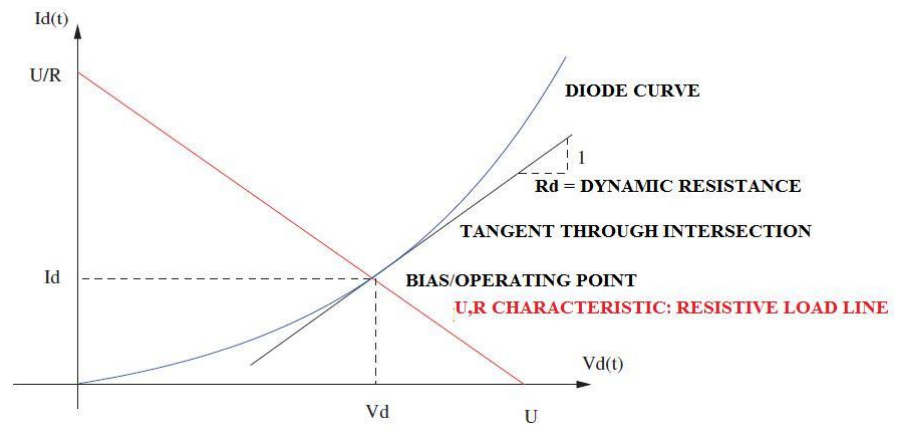 Id(t)
U/R
DIODE CURVE
1
Rd = DYNAMIC RESISTANCE
TANGENT THROUGH INTERSECTION
Id
BIAS/OPERATING POINT
U,R CHARACTERISTIC: RESISTIVE LOAD LINE
Vd(t)
Vd
U